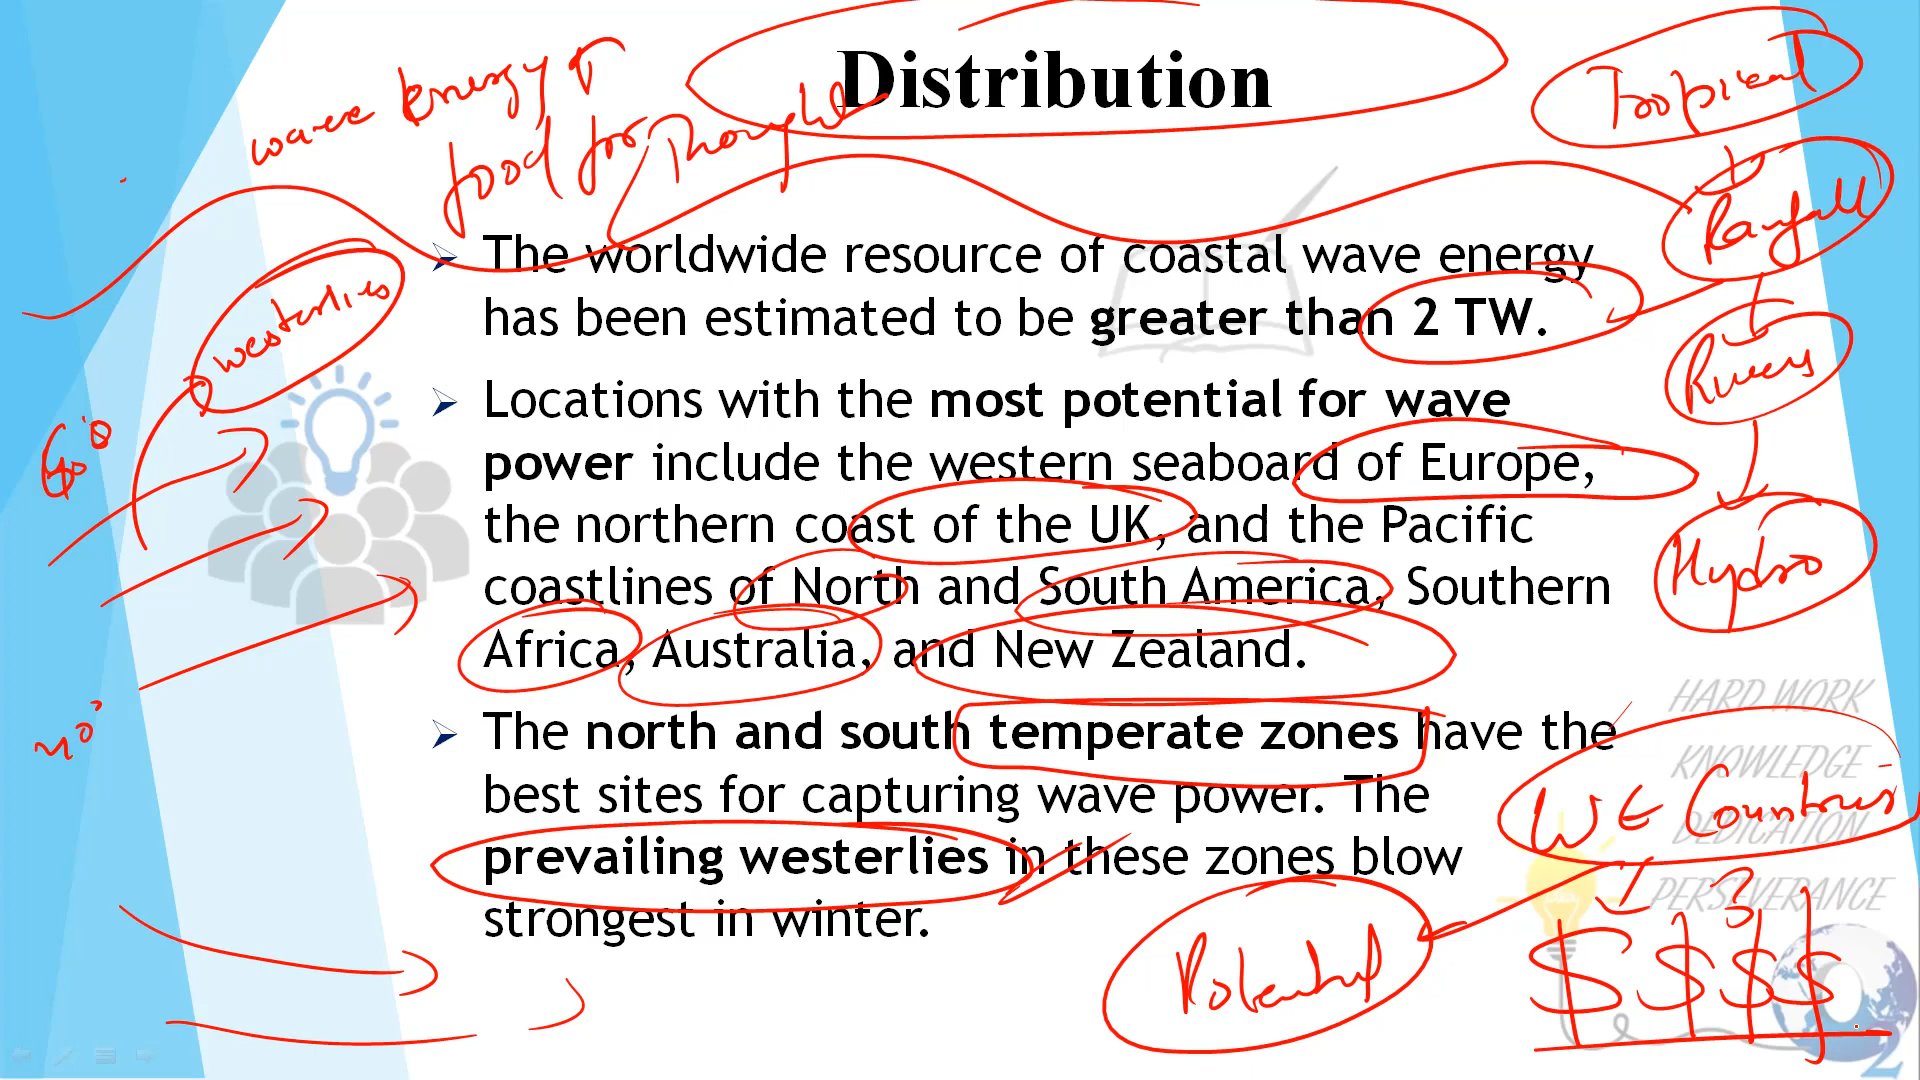 Distribution
wave Energy
food for Thought
Tropical
Rainfall
Rivers
Hydro
westerlies
The worldwide resource of coastal wave energy
has been estimated to be greater than 2 TW.
Locations with the most potential for wave
power include the western seaboard of Europe,
the northern coast of the UK, and the Pacific
coastlines of North and South America, Southern
Africa, Australia, and New Zealand.
The north and south temperate zones have the
best sites for capturing wave power. The
prevailing westerlies in these zones blow
strongest in winter.
40°
HARD WORK
KNOWLEDGE
DEDICATION
PERSEVERANCE
WE Countries
Potential
$ $ $ $